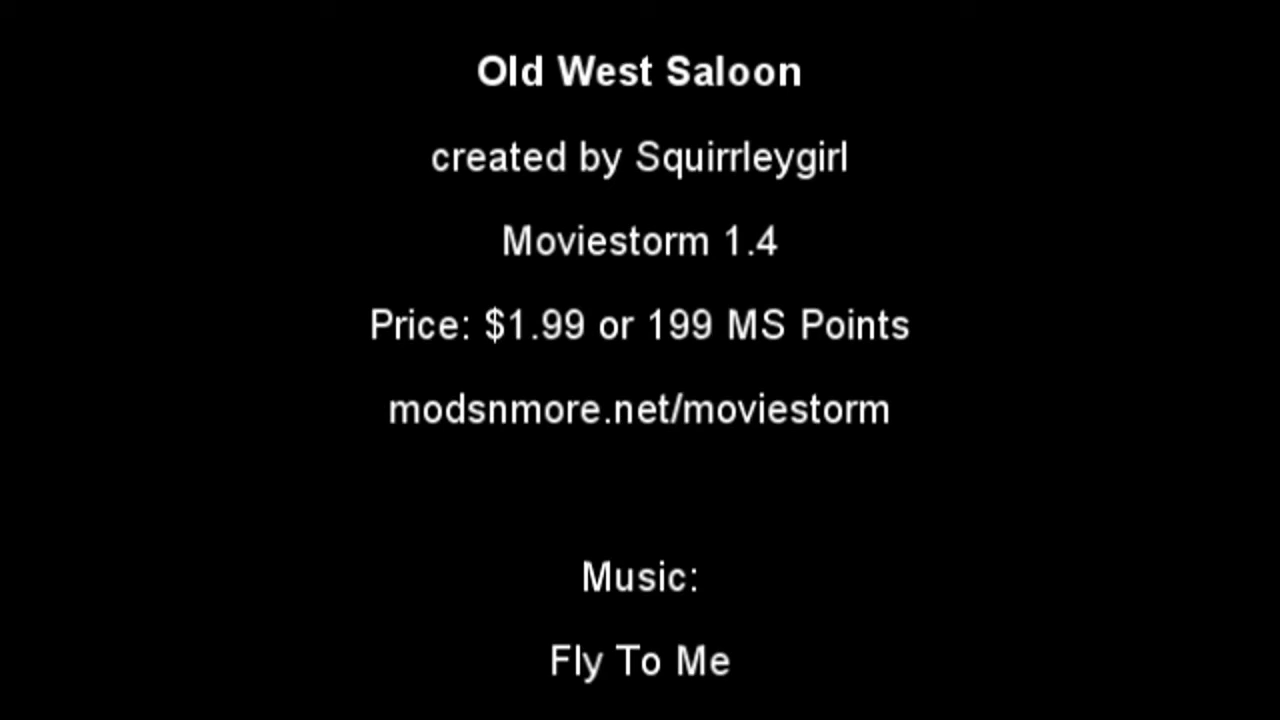 Old West Saloon
created by Squirrleygirl
Moviestorm 1.4
Price: $1.99 or 199 MS Points
modsnmore.net/moviestorm
Music:
Fly To Me